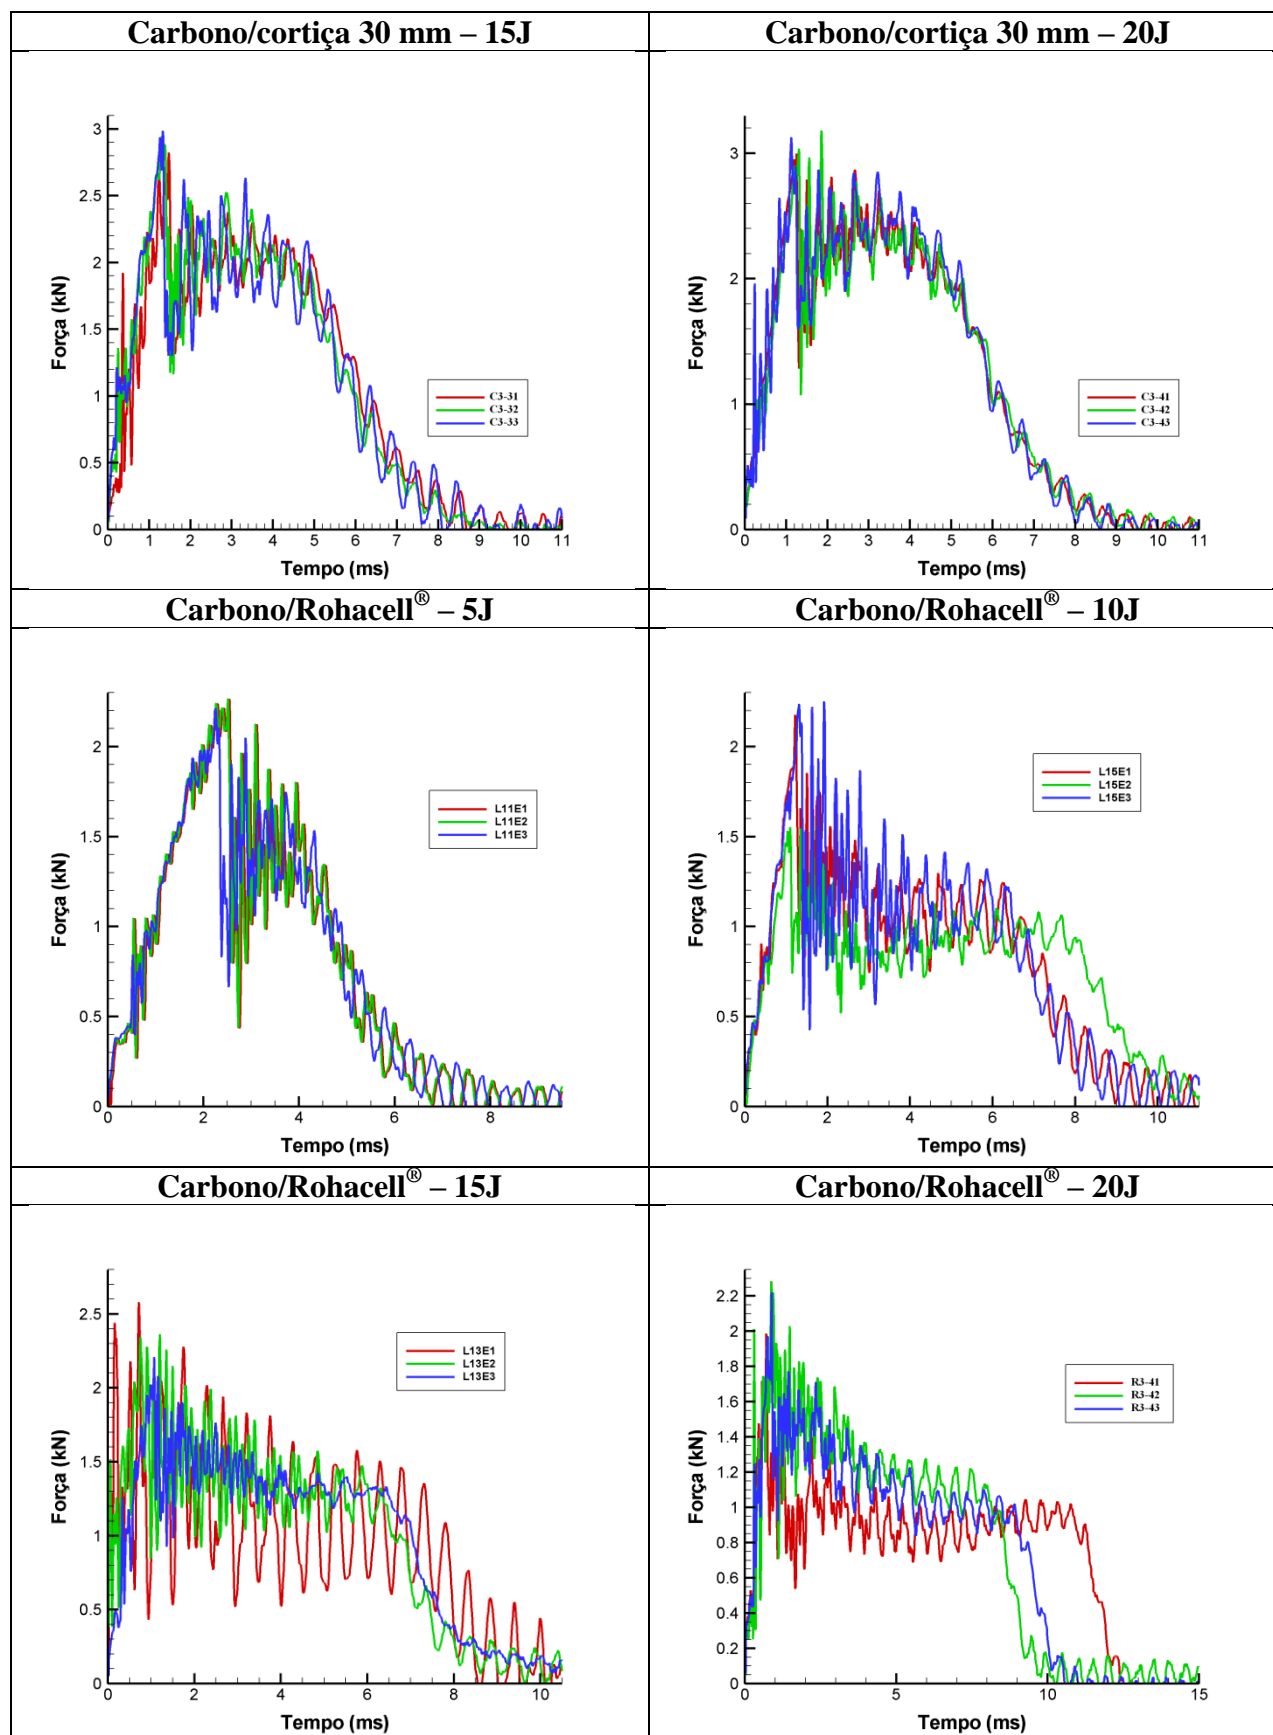 Carbono/cortiça 30 mm – 15J
Carbono/cortiça 30 mm – 20J
Força (kN)
3
2.5
2
1.5
1
0.5
0
0 1 2 3 4 5 6 7 8 9 10 11
Tempo (ms)
C3-31
C3-32
C3-33
Força (kN)
3
2
1
0
0 1 2 3 4 5 6 7 8 9 10 11
Tempo (ms)
C3-41
C3-42
C3-43
Carbono/Rohacell® – 5J
Carbono/Rohacell® – 10J
Força (kN)
2
1.5
1
0.5
0
0 2 4 6 8
Tempo (ms)
L11E1
L11E2
L11E3
Força (kN)
2
1.5
1
0.5
0
0 2 4 6 8 10
Tempo (ms)
L15E1
L15E2
L15E3
Carbono/Rohacell® – 15J
Carbono/Rohacell® – 20J
Força (kN)
2.5
2
1.5
1
0.5
0
0 2 4 6 8 10
Tempo (ms)
L13E1
L13E2
L13E3
Força (kN)
2.2
2
1.8
1.6
1.4
1.2
1
0.8
0.6
0.4
0.2
0
0 5 10 15
Tempo (ms)
R3-41
R3-42
R3-43